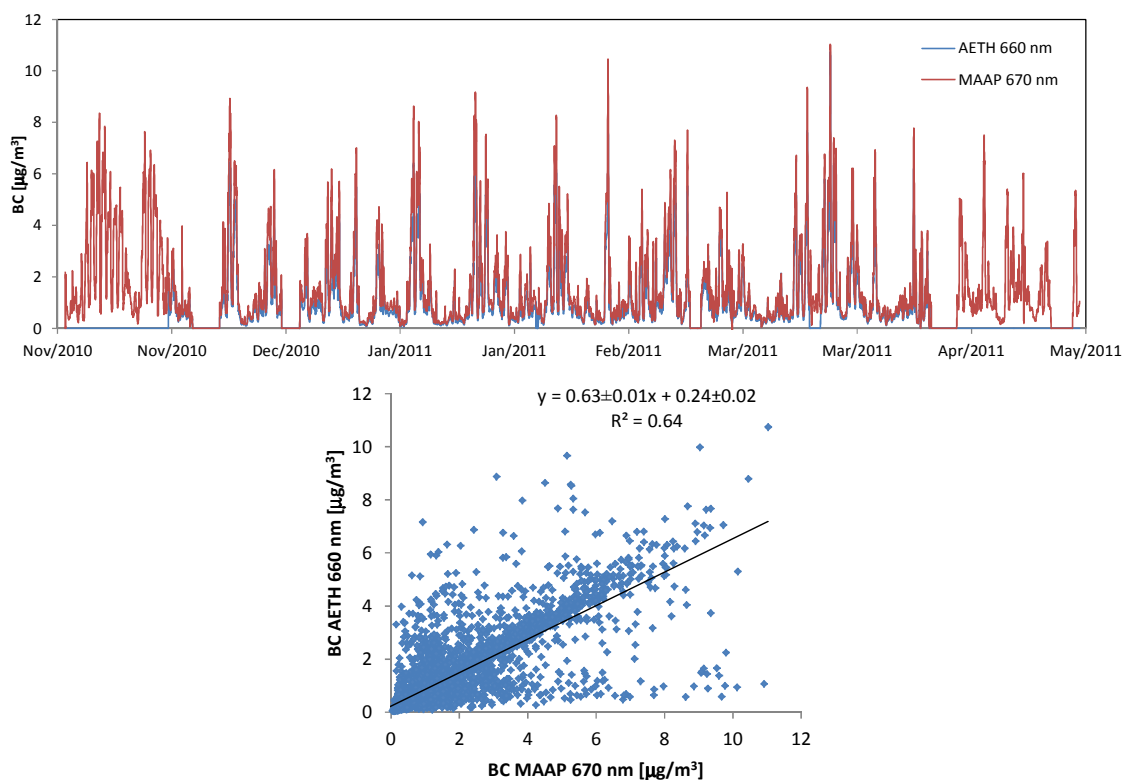 12
10
8
6
4
2
0
BC [µg/m³]
AETH 660 nm
MAAP 670 nm
Nov/2010 Nov/2010 Dec/2010 Jan/2011 Jan/2011 Feb/2011 Mar/2011 Mar/2011 Apr/2011 May/2011
y = 0.63±0.01x + 0.24±0.02
R² = 0.64
12
10
8
6
4
2
0
BC AETH 660 nm [µg/m³]
0 2 4 6 8 10 12
BC MAAP 670 nm [µg/m³]